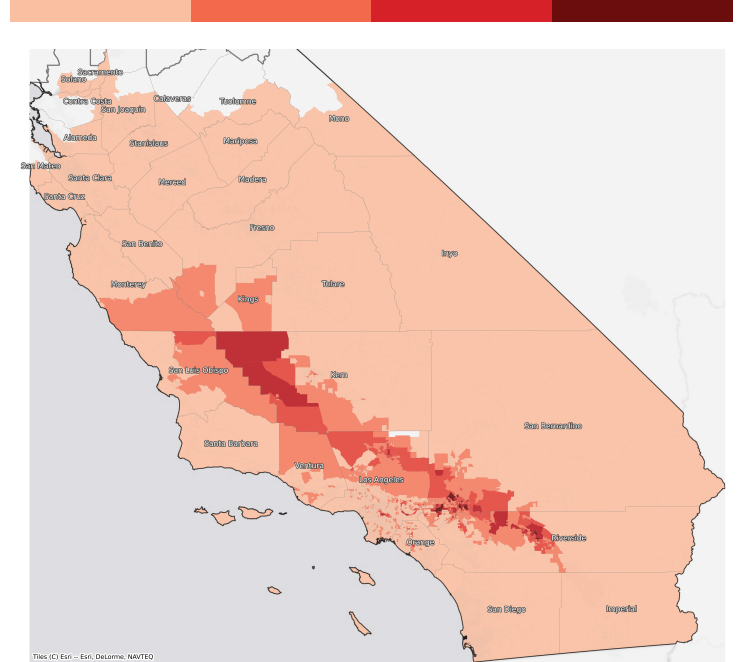 Sacramento
Solano
Calaveras
Contra Costa
Tuolumne
San Joaquin
Mono
Alameda
Stanislaus
Mariposa
San Mateo
Santa Clara
Merced
Madera
Santa Cruz
Fresno
San Benito
Inyo
Monterey
Tulare
Kings
San Luis Obispo
Kern
San Bernardino
Santa Barbara
Ventura
Los Angeles
Orange
Riverside
San Diego
Imperial
Tiles (C) Esri -- Esri, DeLorme, NAVTEQ